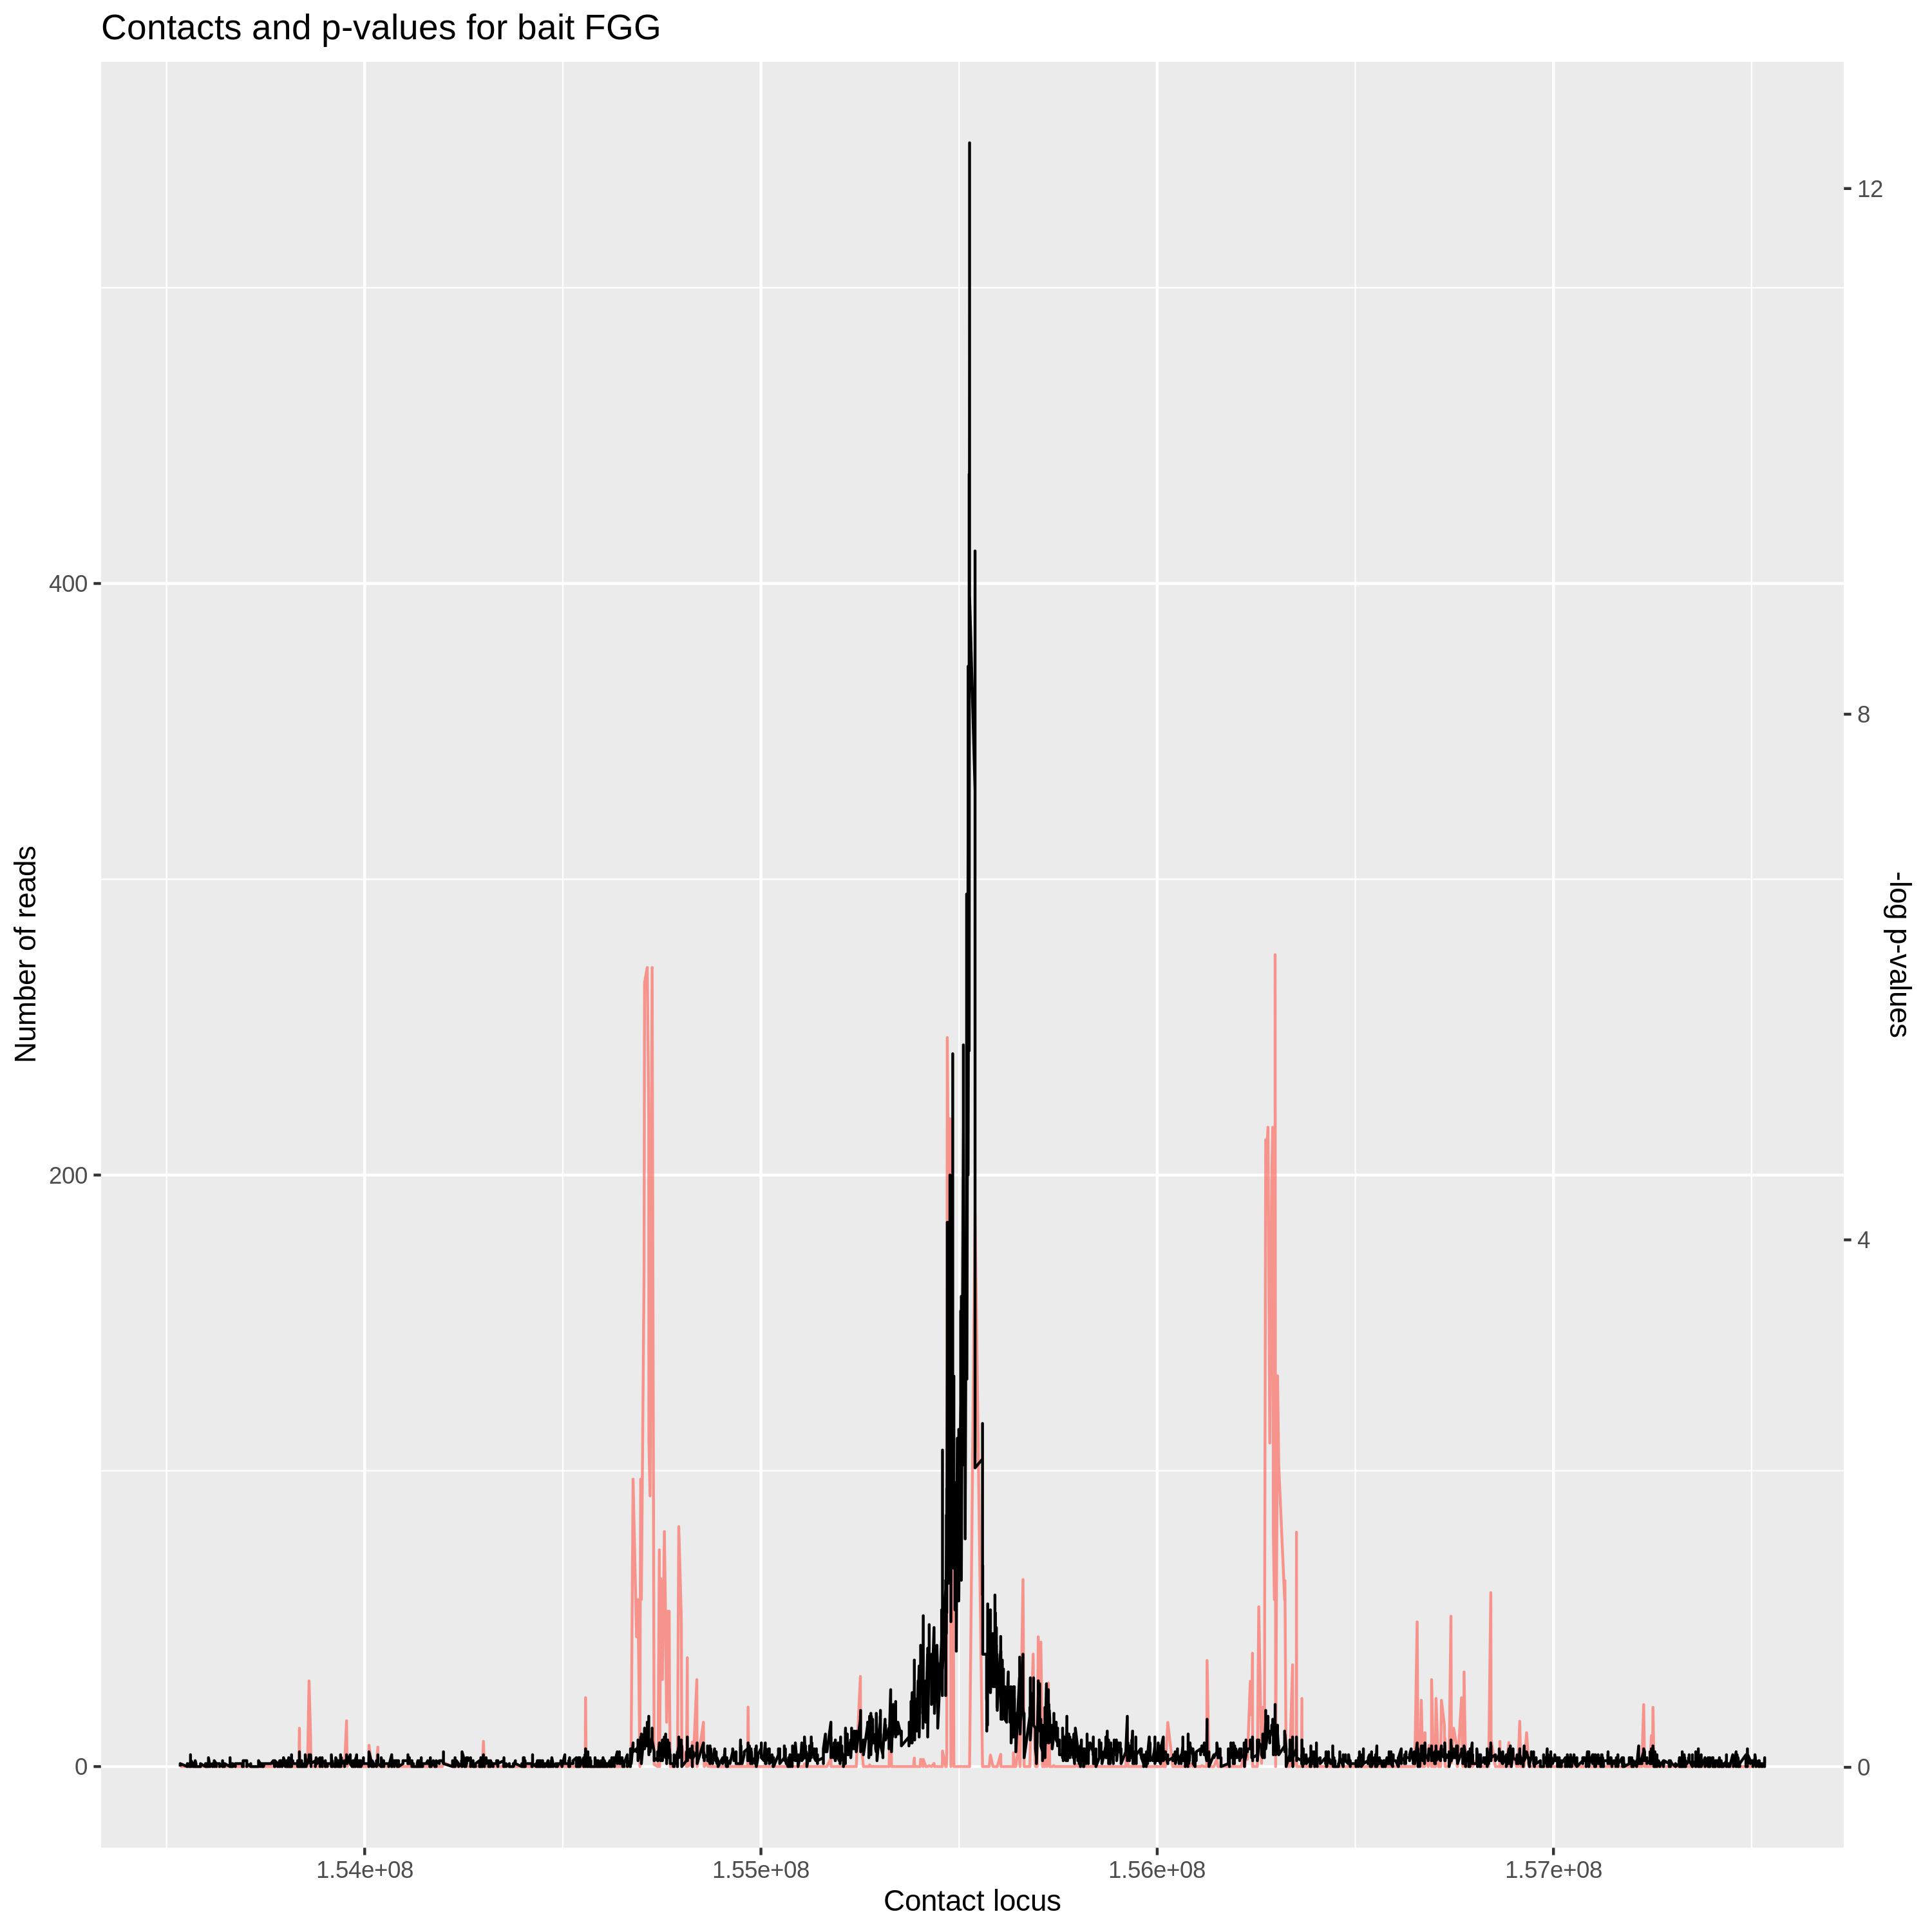 Contacts and p-values for bait FGG
Number of reads
400
200
0
12
8
4
0
-log p-values
1.54e+08
1.55e+08
1.56e+08
1.57e+08
Contact locus